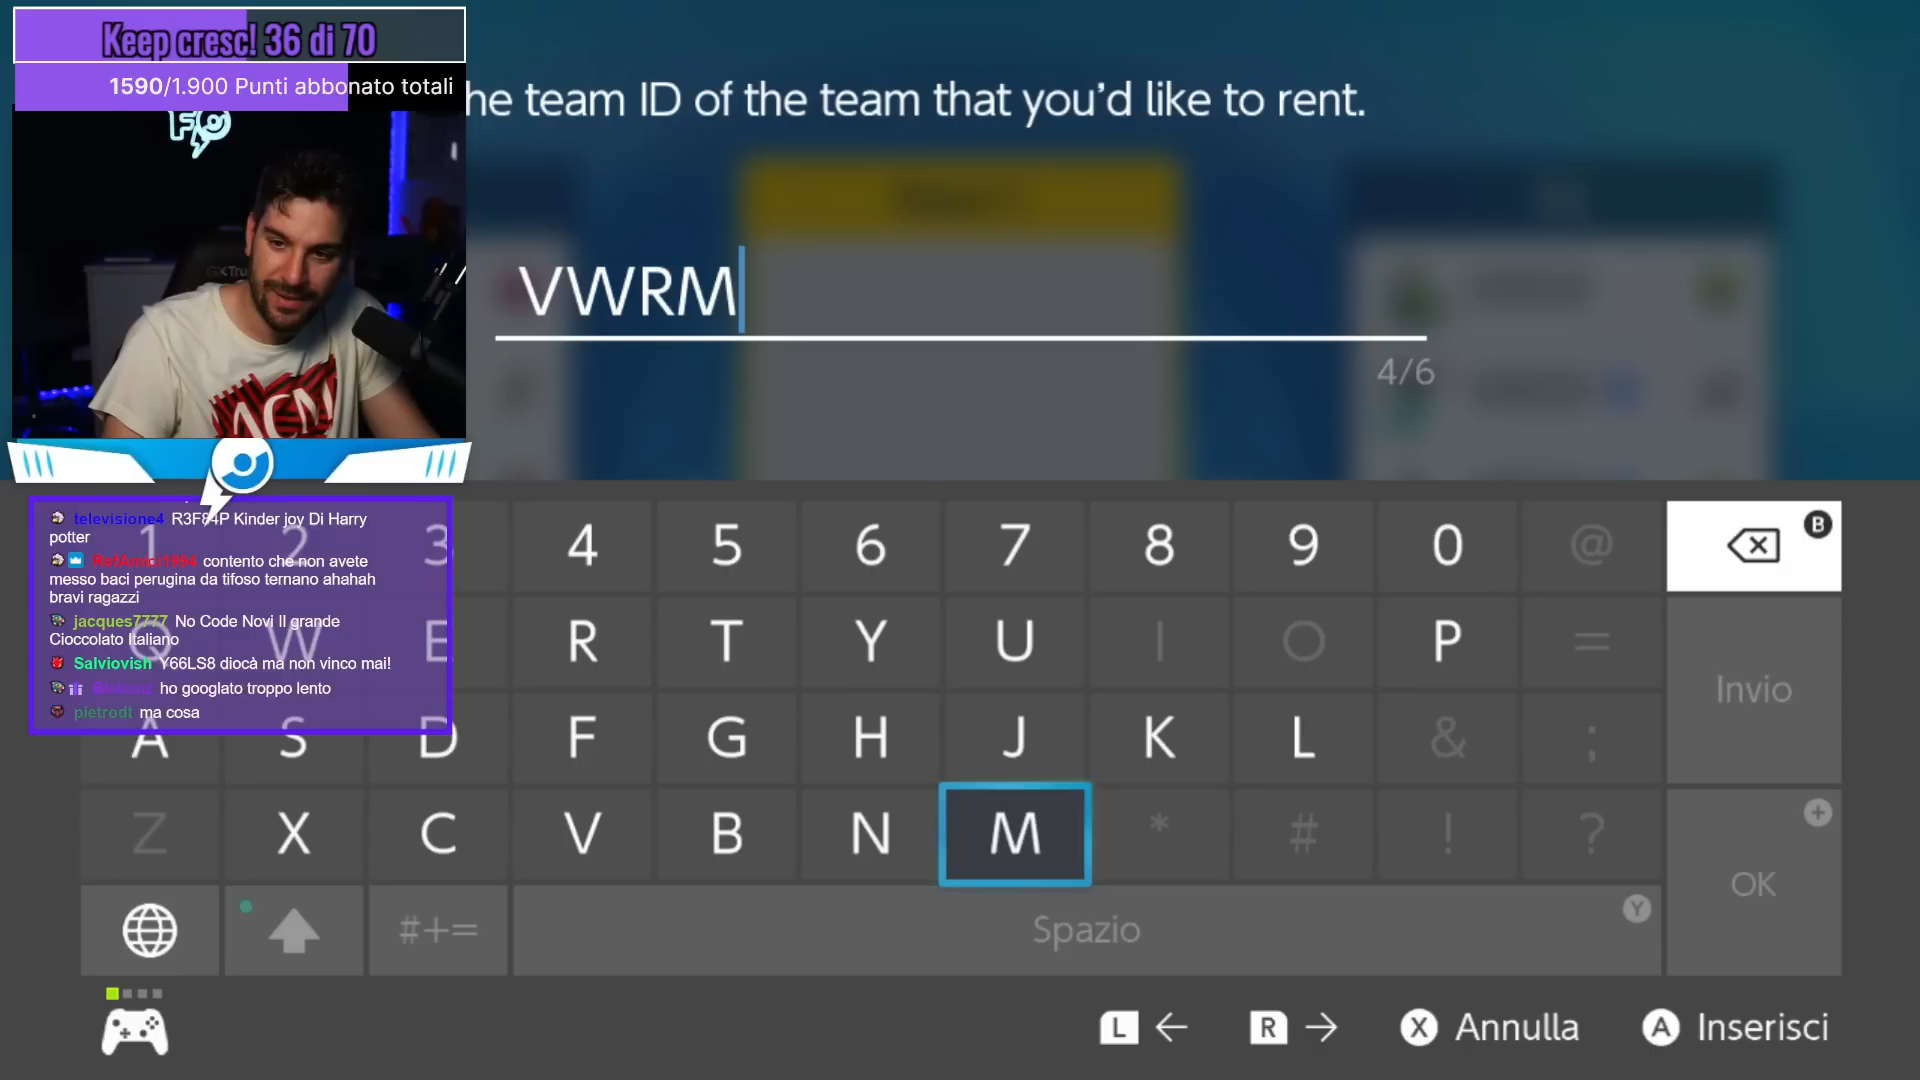 Keep cresc! 36 di 70
1590/1.900 Punti abbonato totali
he team ID of the team that you'd like to rent.
VWRM
4/6
televisione4 R3F84P Kinder joy Di Harry
potter
contento che non avete
messo baci perugina da tifoso ternano ahahah
bravi ragazzi
jacques7777 No Code Novi Il grande
Cioccolato Italiano
Salviovish Y66LS8 diocà ma non vinco mai!
ho googlato troppo lento
pietrodt ma cosa
ACM
1 2 3 4 5 6 7 8 9 0 @ B
Q W E R T Y U I O P = Invio
A S D F G H J K L & ;
Z X C V B N M * # ! ? + OK
#+= Spazio Y
L ← R → X Annulla A Inserisci